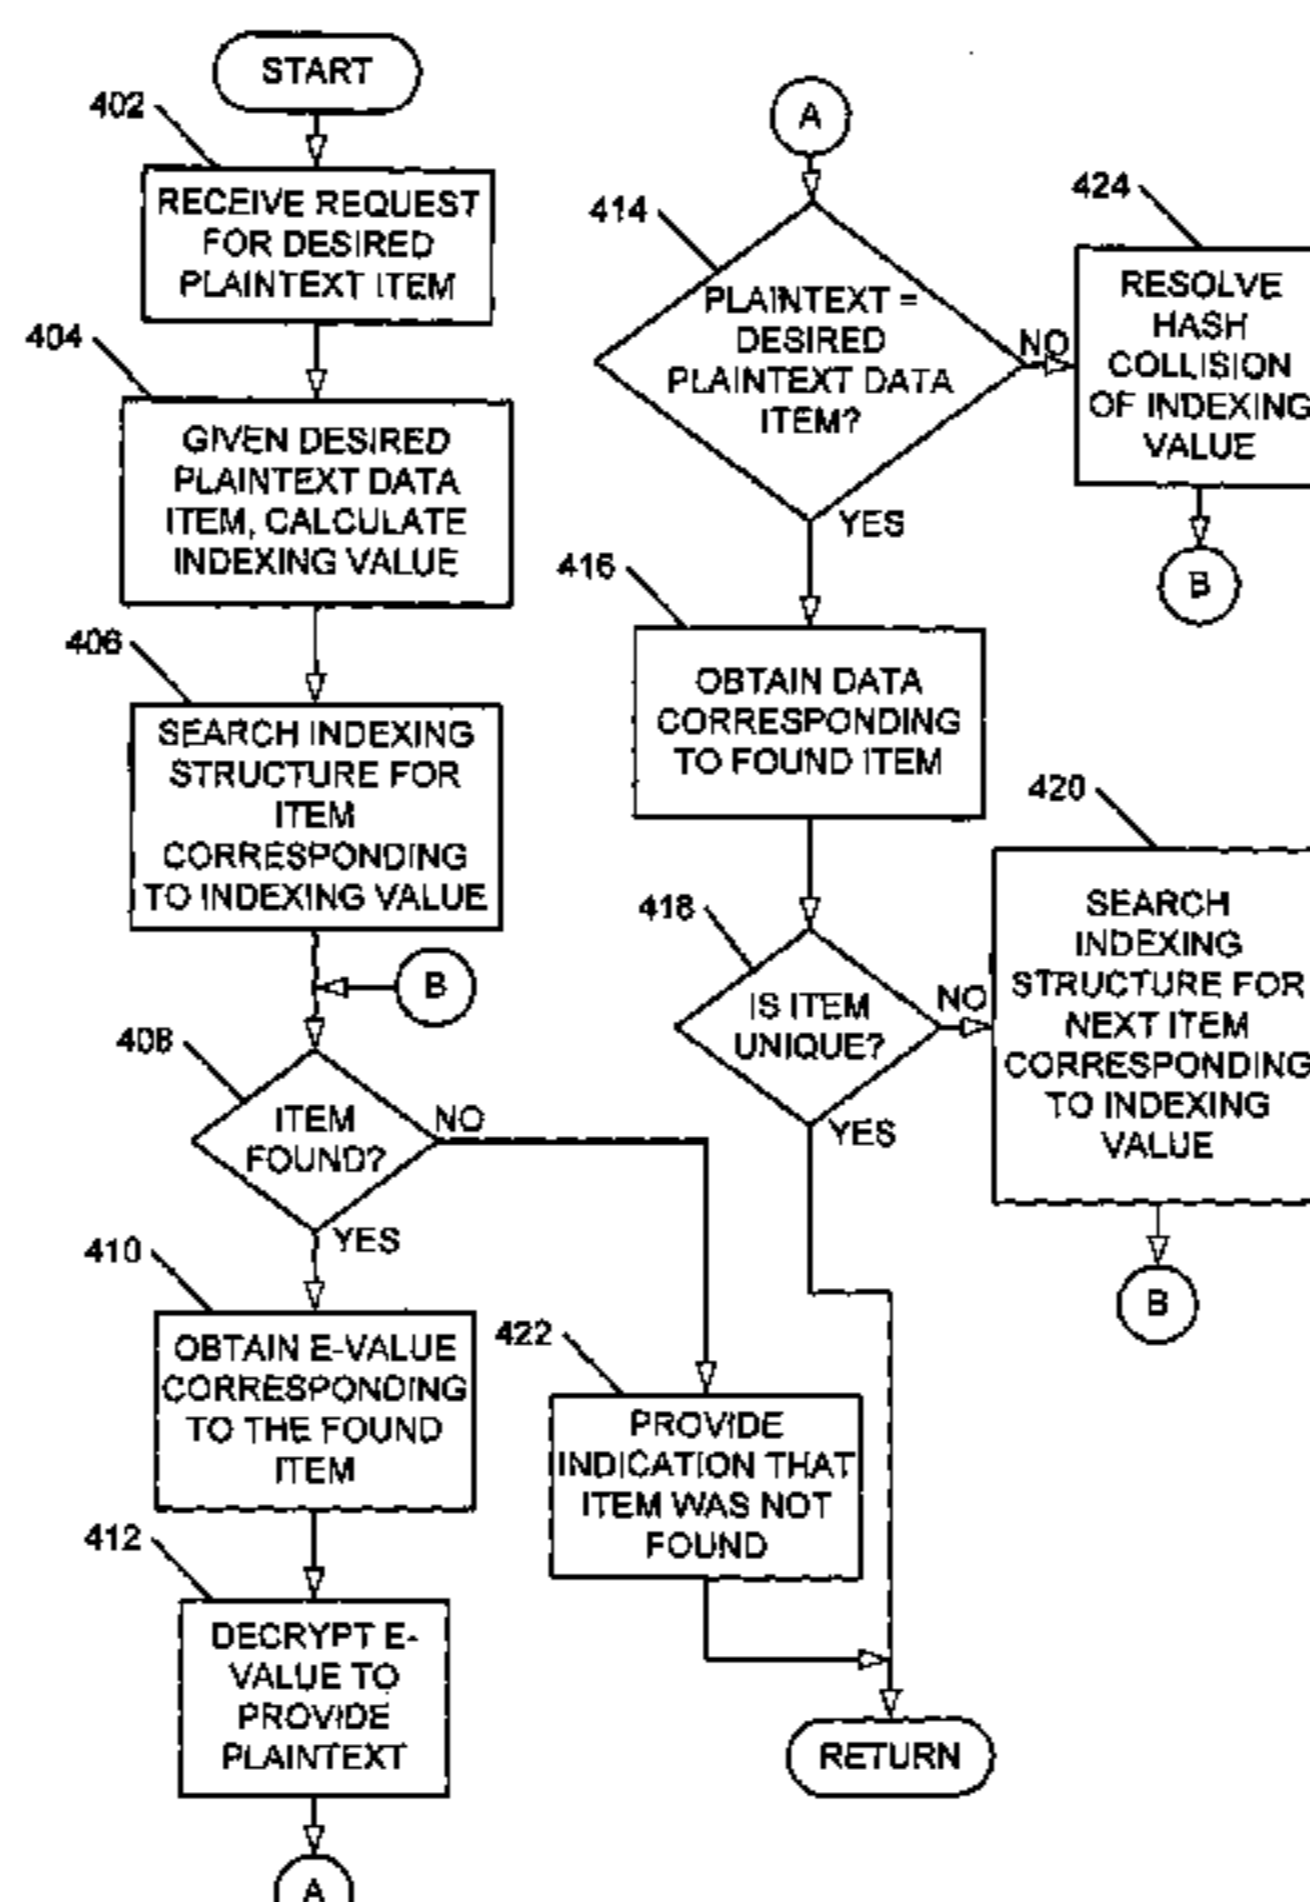 START
402
RECEIVE REQUEST
FOR DESIRED
PLAINTEXT ITEM
404
GIVEN DESIRED
PLAINTEXT DATA
ITEM, CALCULATE
INDEXING VALUE
406
SEARCH INDEXING
STRUCTURE FOR
ITEM
CORRESPONDING
TO INDEXING VALUE
B
408
ITEM
FOUND?
NO
YES
410
OBTAIN E-VALUE
CORRESPONDING
TO THE FOUND
ITEM
412
DECRYPT E-
VALUE TO
PROVIDE
PLAINTEXT
A
A
414
PLAINTEXT =
DESIRED
PLAINTEXT DATA
ITEM?
NO
YES
424
RESOLVE
HASH
COLLISION
OF INDEXING
VALUE
B
416
OBTAIN DATA
CORRESPONDING
TO FOUND ITEM
418
IS ITEM
UNIQUE?
NO
YES
420
SEARCH
INDEXING
STRUCTURE FOR
NEXT ITEM
CORRESPONDING
TO INDEXING
VALUE
B
422
PROVIDE
INDICATION THAT
ITEM WAS NOT
FOUND
RETURN